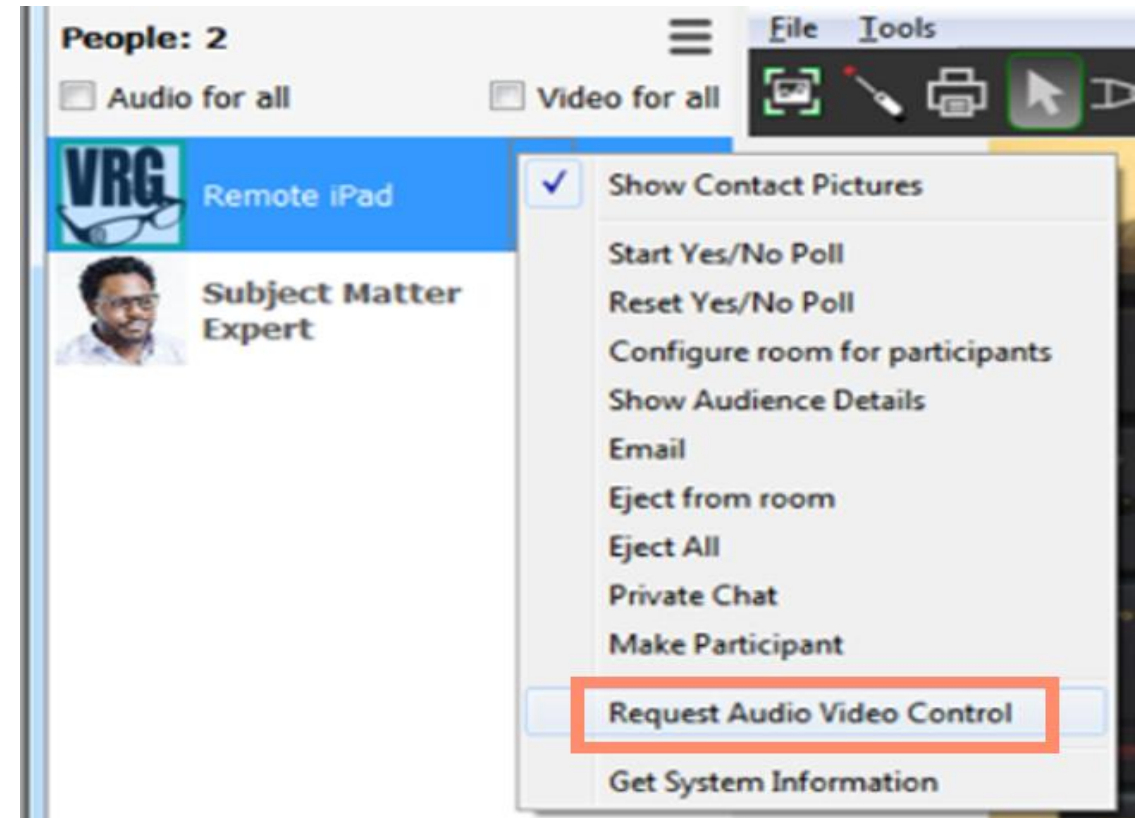 People: 2
File Tools
Audio for all Video for all
VRG
Remote iPad
Subject Matter
Expert
Show Contact Pictures
Start Yes/No Poll
Reset Yes/No Poll
Configure room for participants
Show Audience Details
Email
Eject from room
Eject All
Private Chat
Make Participant
Request Audio Video Control
Get System Information